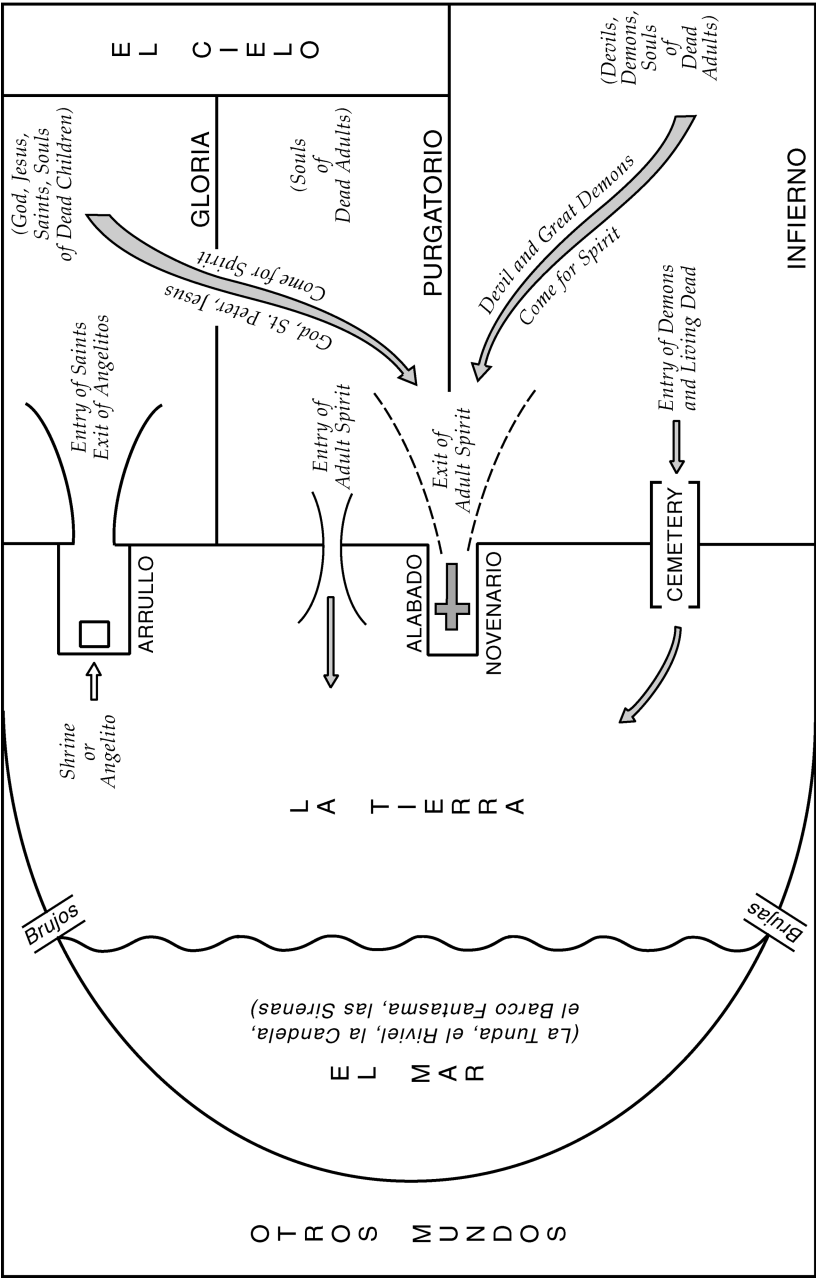 EL CIELO
(God, Jesus,
Saints, Souls
of Dead Children)
GLORIA
(Souls
of
Dead Adults)
PURGATORIO
(Devils,
Demons,
Souls
of
Dead
Adults)
INFIERNO
Come for Spirit
God, St. Peter, Jesus
Devil and Great Demons
Come for Spirit
Entry of Saints
Exit of Angelitos
Entry of
Adult Spirit
Exit of
Adult Spirit
Entry of Demons
and Living Dead
ARRULLO
ALABADO
NOVENARIO
CEMETERY
Shrine
or
Angelito
LA TIERRA
Brujos
Brujas
(La Tunda, el Riviel, la Candela,
el Barco Fantasma, las Sirenas)
EL MAR
OTROS MUNDOS